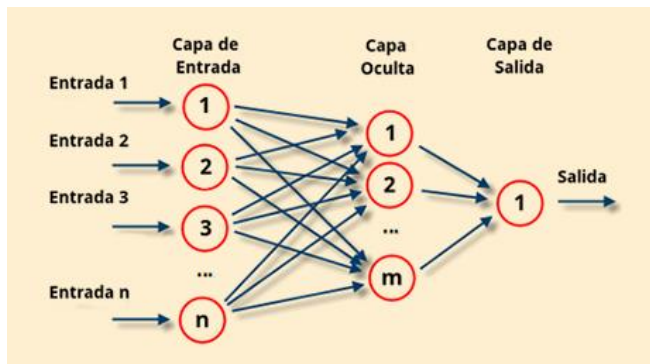 Capa de
Entrada
Capa
Oculta
Capa de
Salida
Entrada 1
1
Entrada 2
2
Entrada 3
3
...
Entrada n
n
1
2
...
m
1
Salida